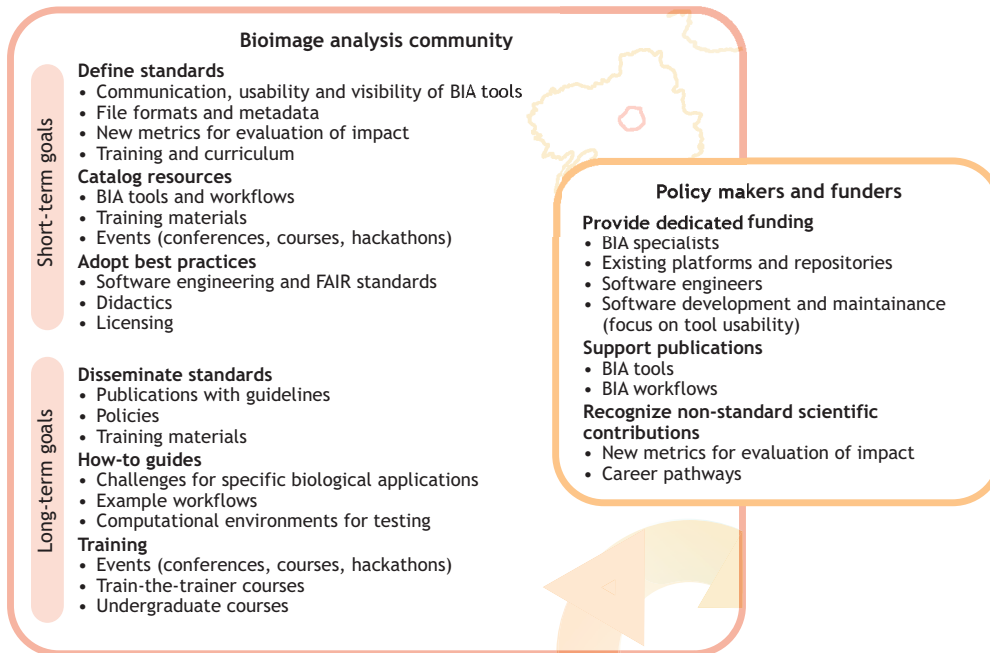 Bioimage analysis community
Short-term goals
Define standards
• Communication, usability and visibility of BIA tools
• File formats and metadata
• New metrics for evaluation of impact
• Training and curriculum
Catalog resources
• BIA tools and workflows
• Training materials
• Events (conferences, courses, hackathons)
Adopt best practices
• Software engineering and FAIR standards
• Didactics
• Licensing
Long-term goals
Disseminate standards
• Publications with guidelines
• Policies
• Training materials
How-to guides
• Challenges for specific biological applications
• Example workflows
• Computational environments for testing
Training
• Events (conferences, courses, hackathons)
• Train-the-trainer courses
• Undergraduate courses
Policy makers and funders
Provide dedicated funding
• BIA specialists
• Existing platforms and repositories
• Software engineers
• Software development and maintainance
(focus on tool usability)
Support publications
• BIA tools
• BIA workflows
Recognize non-standard scientific
contributions
• New metrics for evaluation of impact
• Career pathways